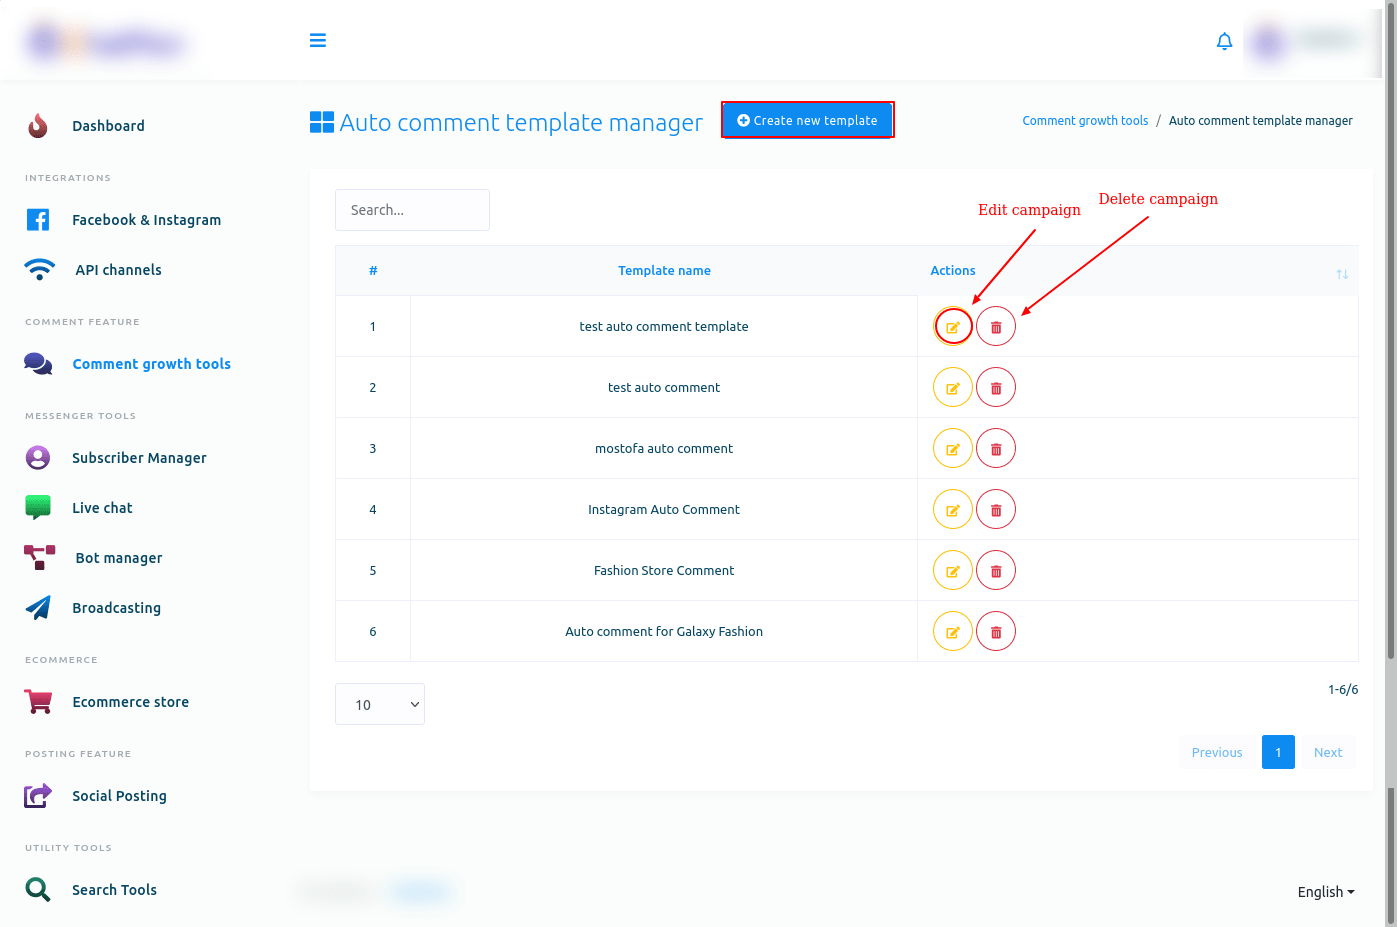 Dashboard
INTEGRATIONS
Facebook & Instagram
API channels
COMMENT FEATURE
Comment growth tools
MESSENGER TOOLS
Subscriber Manager
Live chat
Bot manager
Broadcasting
ECOMMERCE
Ecommerce store
POSTING FEATURE
Social Posting
UTILITY TOOLS
Search Tools
Auto comment template manager
Create new template
Comment growth tools / Auto comment template manager
Search...
Edit campaign
Delete campaign
# Template name Actions
1 test auto comment template
2 test auto comment
3 mostofa auto comment
4 Instagram Auto Comment
5 Fashion Store Comment
6 Auto comment for Galaxy Fashion
10
1-6/6
Previous 1 Next
English